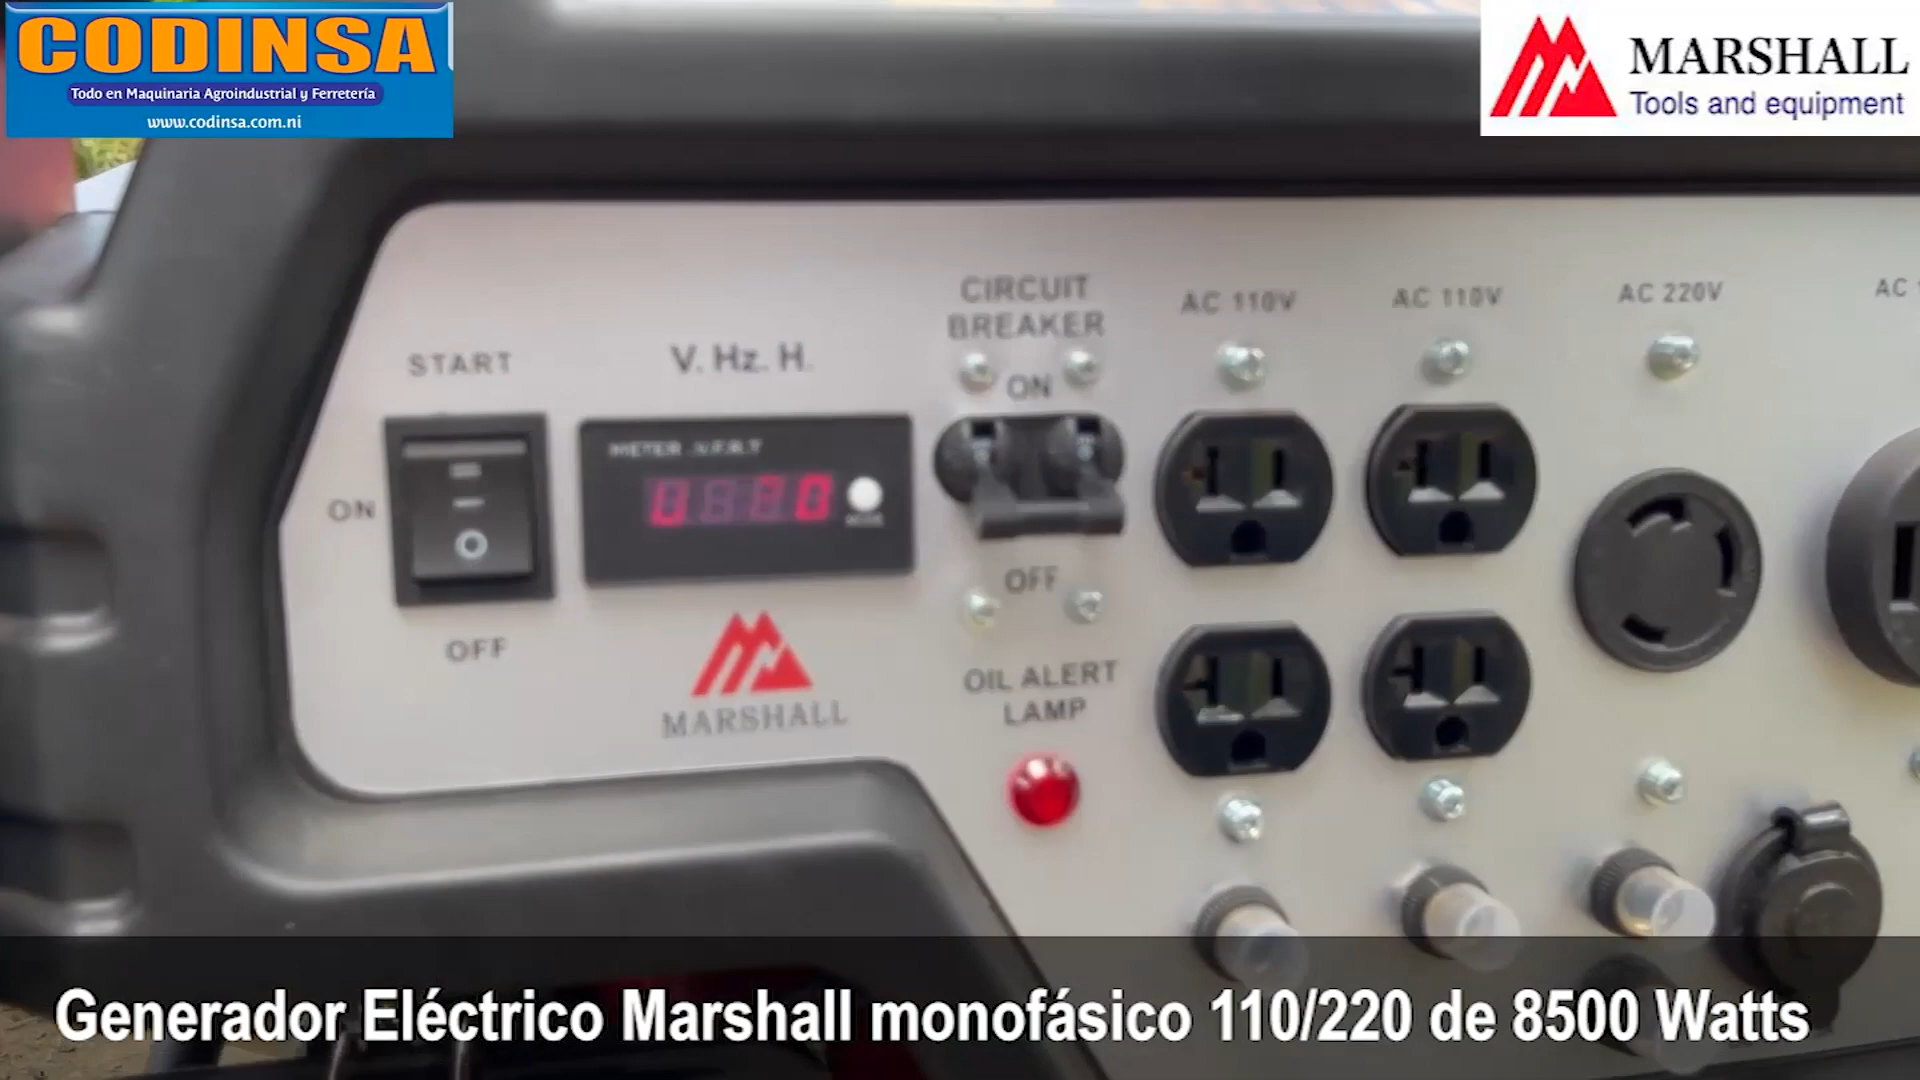 CODINSA
Todo en Maquinaria Agroindustrial y Ferretería
www.codinsa.com.ni
MARSHALL
Tools and equipment
CIRCUIT
BREAKER
AC 110V
AC 110V
AC 220V
AC
START
V. Hz. H.
ON
METER
ON
OFF
OFF
MARSHALL
OIL ALERT
LAMP
Generador Eléctrico Marshall monofásico 110/220 de 8500 Watts